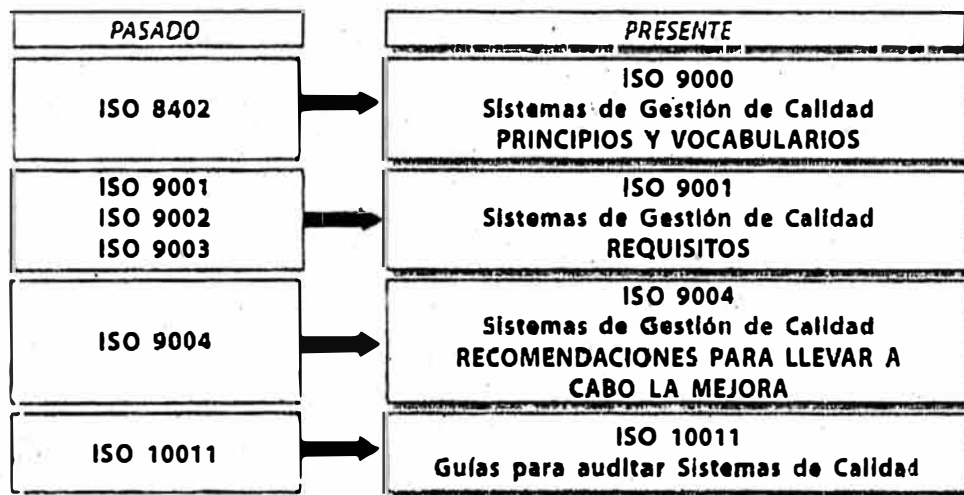 PASADO
PRESENTE
ISO 8402
ISO 9000
Sistemas de Gestión de Calidad
PRINCIPIOS Y VOCABULARIOS
ISO 9001
ISO 9002
ISO 9003
ISO 9001
Sistemas de Gestión de Calidad
REQUISITOS
ISO 9004
ISO 9004
Sistemas de Gestión de Calidad
RECOMENDACIONES PARA LLEVAR A
CABO LA MEJORA
ISO 10011
ISO 10011
Guías para auditar Sistemas de Calidad